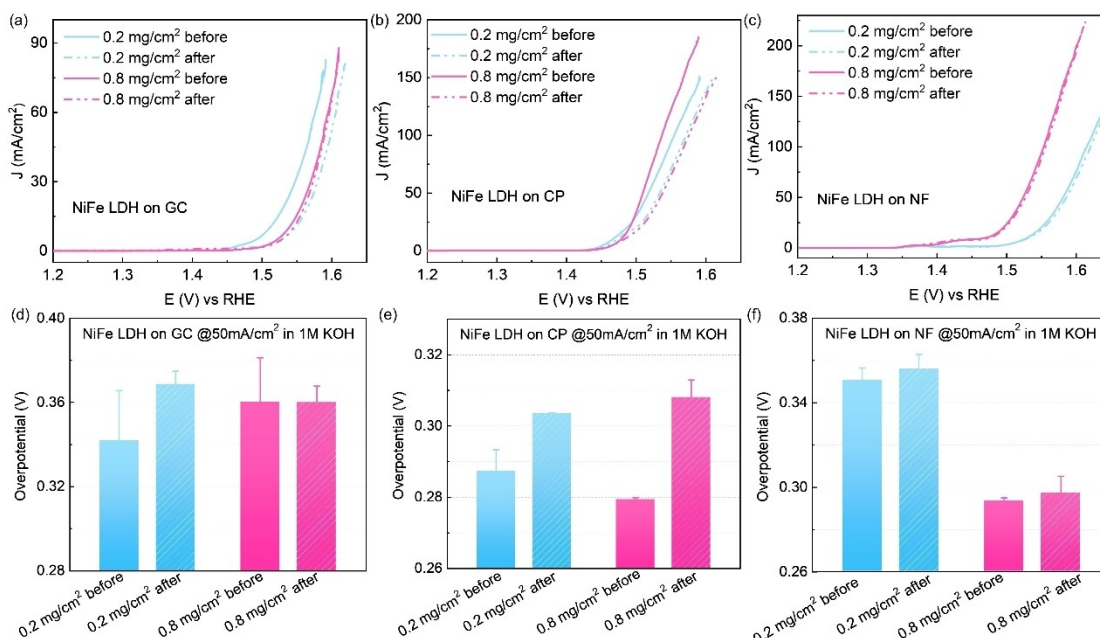 (a)
90
60
30
0
J (mA/cm²)
0.2 mg/cm² before
0.2 mg/cm² after
0.8 mg/cm² before
0.8 mg/cm² after
NiFe LDH on GC
1.2 1.3 1.4 1.5 1.6
E (V) vs RHE
(b)
200
150
100
50
0
J (mA/cm²)
0.2 mg/cm² before
0.2 mg/cm² after
0.8 mg/cm² before
0.8 mg/cm² after
NiFe LDH on CP
1.2 1.3 1.4 1.5 1.6
E (V) vs RHE
(c)
200
150
100
50
0
J (mA/cm²)
0.2 mg/cm² before
0.2 mg/cm² after
0.8 mg/cm² before
0.8 mg/cm² after
NiFe LDH on NF
1.2 1.3 1.4 1.5 1.6
E (V) vs RHE
(d)
0.40
0.36
0.32
0.28
Overpotential (V)
NiFe LDH on GC @50mA/cm² in 1M KOH
0.2 mg/cm² before
0.2 mg/cm² after
0.8 mg/cm² before
0.8 mg/cm² after
(e)
0.32
0.30
0.28
0.26
Overpotential (V)
NiFe LDH on CP @50mA/cm² in 1M KOH
0.2 mg/cm² before
0.2 mg/cm² after
0.8 mg/cm² before
0.8 mg/cm² after
(f)
0.38
0.34
0.30
0.26
Overpotential (V)
NiFe LDH on NF @50mA/cm² in 1M KOH
0.2 mg/cm² before
0.2 mg/cm² after
0.8 mg/cm² before
0.8 mg/cm² after